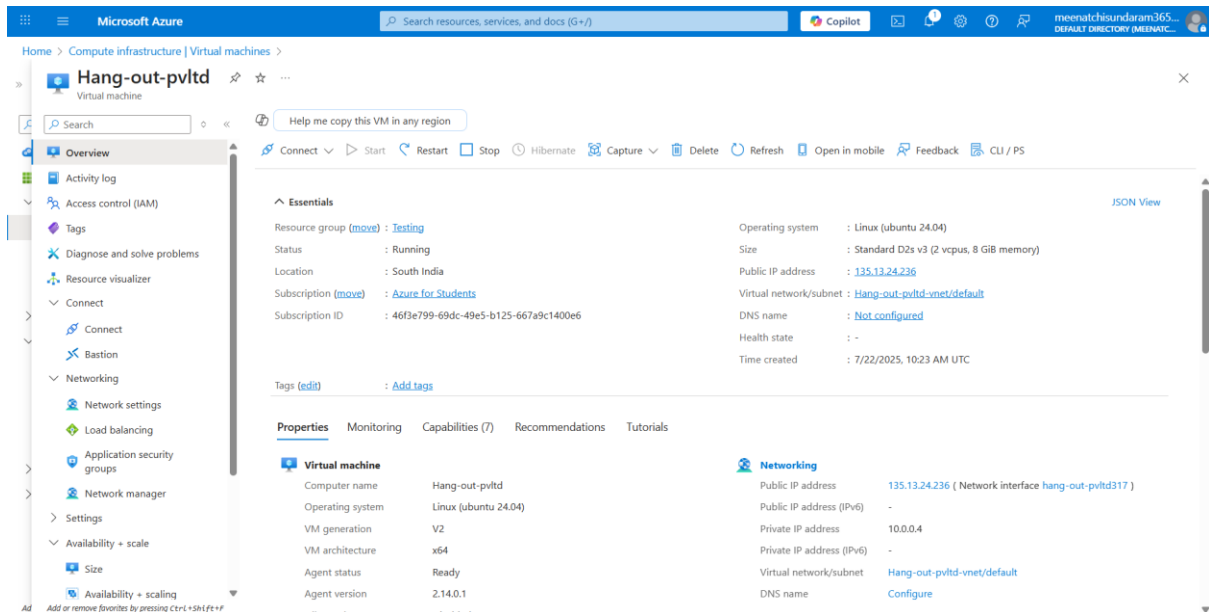 Microsoft Azure
Search resources, services, and docs (G+/)
Copilot
1
meenatchisundaram365...
DEFAULT DIRECTORY (MEENATC...
Home > Compute infrastructure | Virtual machines >
Hang-out-pvltd
Virtual machine
Search
Overview
Activity log
Access control (IAM)
Tags
Diagnose and solve problems
Resource visualizer
Connect
Connect
Bastion
Networking
Network settings
Load balancing
Application security
groups
Network manager
Settings
Availability + scale
Size
Availability + scaling
Ad Add or remove favorites by pressing Ctrl+Shift+F
Help me copy this VM in any region
Connect Start Restart Stop Hibernate Capture Delete Refresh Open in mobile Feedback CLI / PS
Essentials
JSON View
Resource group (move) : Testing
Status : Running
Location : South India
Subscription (move) : Azure for Students
Subscription ID : 46f3e799-69dc-49e5-b125-667a9c1400e6
Operating system : Linux (ubuntu 24.04)
Size : Standard D2s v3 (2 vcpus, 8 GiB memory)
Public IP address : 135.13.24.236
Virtual network/subnet : Hang-out-pvltd-vnet/default
DNS name : Not configured
Health state : -
Time created : 7/22/2025, 10:23 AM UTC
Tags (edit) : Add tags
Properties Monitoring Capabilities (7) Recommendations Tutorials
Virtual machine
Computer name Hang-out-pvltd
Operating system Linux (ubuntu 24.04)
VM generation V2
VM architecture x64
Agent status Ready
Agent version 2.14.0.1
Networking
Public IP address 135.13.24.236 ( Network interface hang-out-pvltd317 )
Public IP address (IPv6) -
Private IP address 10.0.0.4
Private IP address (IPv6) -
Virtual network/subnet Hang-out-pvltd-vnet/default
DNS name Configure